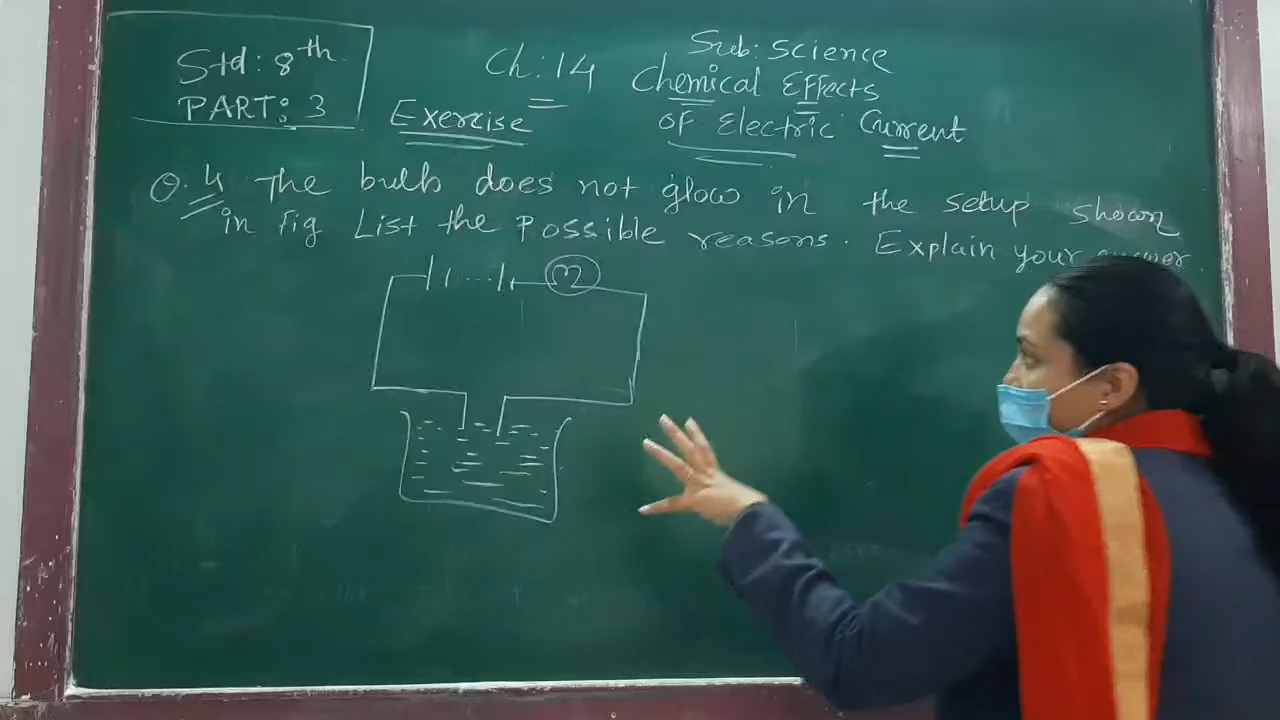 Std: 8th
PART: 3
Ch: 14
Sub: Science
Chemical Effects
Exercise
OF Electric Current
Q. 4 The bulb does not glow in the setup shown
in Fig List the Possible reasons. Explain your answer.